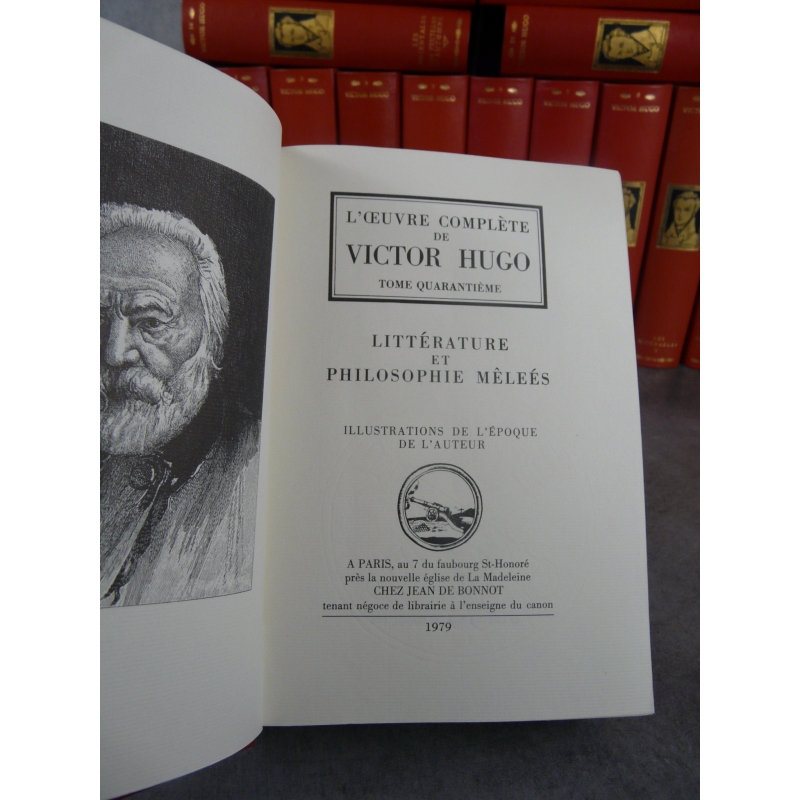 VICTOR HUGO
VICTOR HUGO
VICTOR HUGO
VICTOR HUGO
VICTOR HUGO
VICTOR HUGO
VICTOR HUGO
L'ŒUVRE COMPLÈTE
DE
VICTOR HUGO
TOME QUARANTIÈME
LITTÉRATURE
ET
PHILOSOPHIE MÊLEÉS
ILLUSTRATIONS DE L'ÉPOQUE
DE L'AUTEUR
A PARIS, au 7 du faubourg St-Honoré
près la nouvelle église de La Madeleine
CHEZ JEAN DE BONNOT
tenant négoce de librairie à l'enseigne du canon
1979